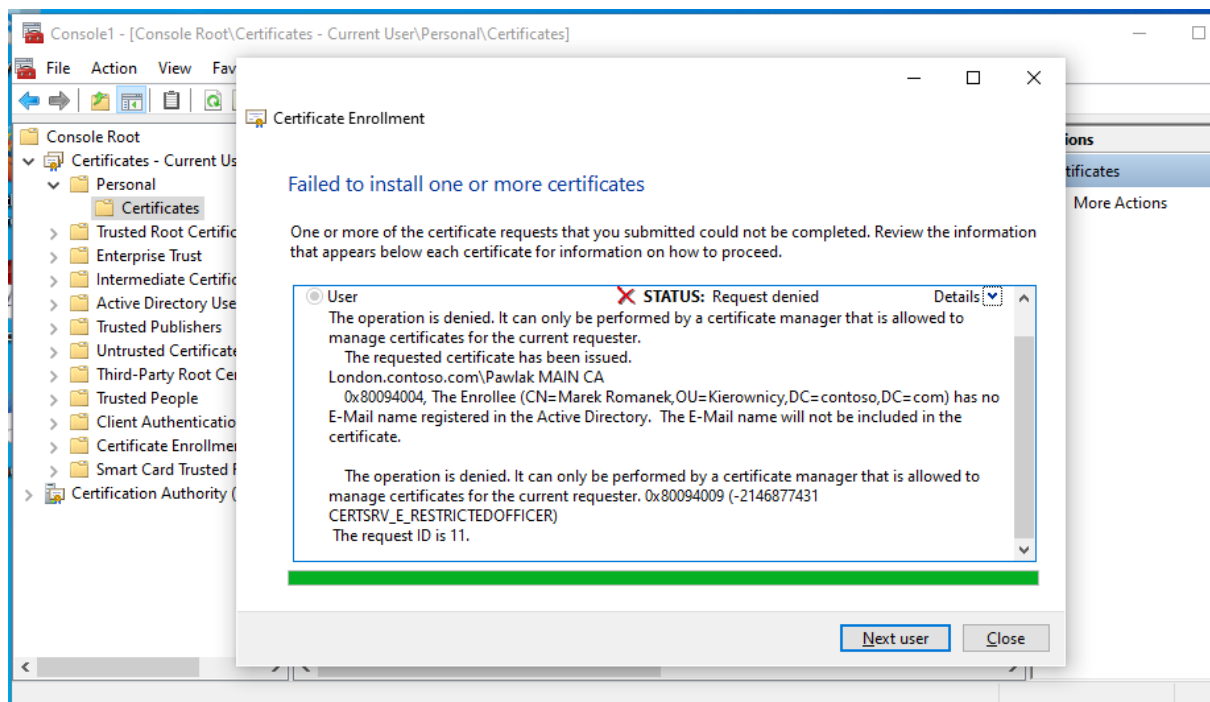 Console1 - [Console Root\Certificates - Current User\Personal\Certificates]
File Action View Fav
Certificate Enrollment
Console Root
Certificates - Current Us
Personal
Certificates
Trusted Root Certific
Enterprise Trust
Intermediate Certific
Active Directory Use
Trusted Publishers
Untrusted Certificate
Third-Party Root Cer
Trusted People
Client Authenticatio
Certificate Enrollmer
Smart Card Trusted R
Certification Authority (
Failed to install one or more certificates
One or more of the certificate requests that you submitted could not be completed. Review the information
that appears below each certificate for information on how to proceed.
User STATUS: Request denied Details
The operation is denied. It can only be performed by a certificate manager that is allowed to
manage certificates for the current requester.
The requested certificate has been issued.
London.contoso.com\Pawlak MAIN CA
0x80094004, The Enrollee (CN=Marek Romanek,OU=Kierownicy,DC=contoso,DC=com) has no
E-Mail name registered in the Active Directory. The E-Mail name will not be included in the
certificate.
The operation is denied. It can only be performed by a certificate manager that is allowed to
manage certificates for the current requester. 0x80094009 (-2146877431
CERTSRV_E_RESTRICTEDOFFICER)
The request ID is 11.
Next user Close
ions
tificates
More Actions